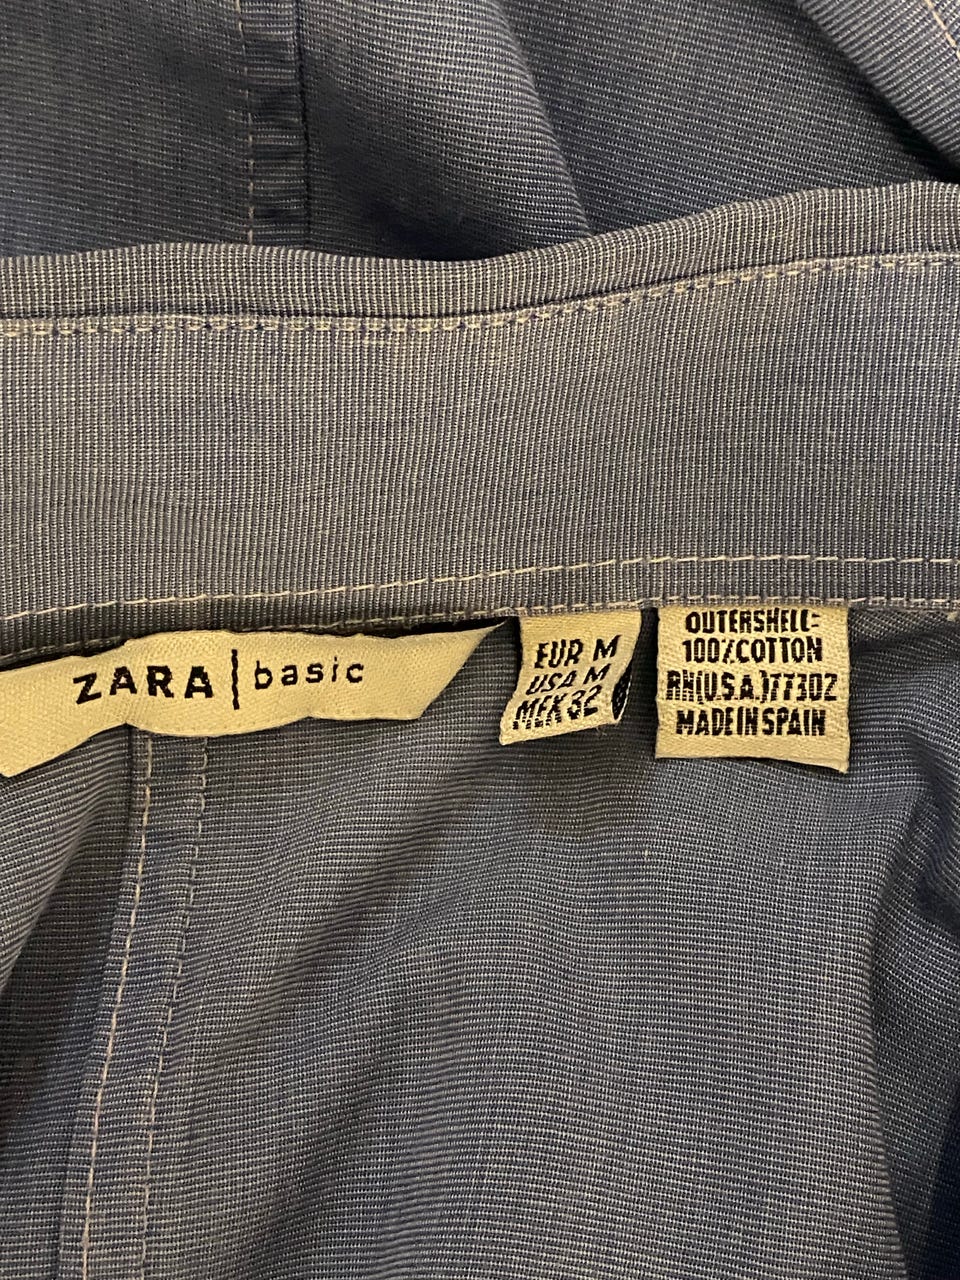 ZARA | basic
EUR M
USA M
MEX 32
OUTERSHELL:
100% COTTON
RN(U.S.A.)77302
MADE IN SPAIN